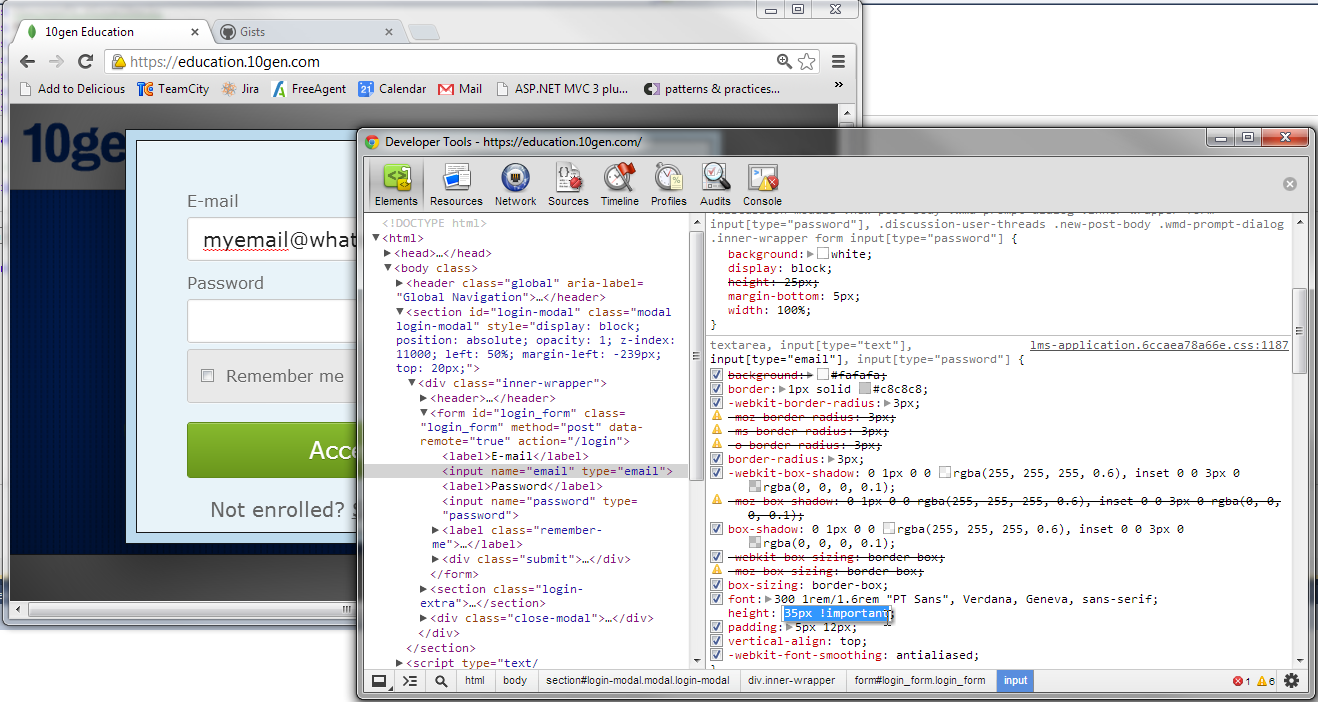 10gen Education
Gists
https://education.10gen.com
Add to Delicious
TeamCity
Jira
FreeAgent
21
Calendar
Mail
ASP.NET MVC 3 plu...
patterns & practices...
»
10ge
E-mail
myemail@what
Password
Remember me
Acce
Not enrolled?
Developer Tools - https://education.10gen.com/
Elements
Resources
Network
Sources
Timeline
Profiles
Audits
Console
<!DOCTYPE html>
▼<html>
▶<head>…</head>
▼<body class>
▶<header class="global" aria-label=
"Global Navigation">…</header>
▼<section id="login-modal" class="modal
login-modal" style="display: block;
position: absolute; opacity: 1; z-index:
11000; left: 50%; margin-left: -239px;
top: 20px;">
▼<div class="inner-wrapper">
▶<header>…</header>
▼<form id="login_form" class=
"login_form" method="post" data-
remote="true" action="/login">
<label>E-mail</label>
<input name="email" type="email">
<label>Password</label>
<input name="password" type=
"password">
▶<label class="remember-
me">…</label>
▶<div class="submit">…</div>
</form>
▶<section class="login-
extra">…</section>
▶<div class="close-modal">…</div>
</div>
</section>
▶<script type="text/
input[type="password"], .discussion-user-threads .new-post-body .wmd-prompt-dialog
.inner-wrapper form input[type="password"] {
background:▶white;
display: block;
height: 25px;
margin-bottom: 5px;
width: 100%;
}
textarea, input[type="text"], lms-application.6ccaea78a66e.css:1187
input[type="email"], input[type="password"] {
background:▶#fafafa;
border:▶1px solid #c8c8c8;
-webkit-border-radius:▶3px;
-moz-border-radius: 3px;
-ms-border-radius: 3px;
-o-border-radius: 3px;
border-radius:▶3px;
-webkit-box-shadow: 0 1px 0 0 rgba(255, 255, 255, 0.6), inset 0 0 3px 0
rgba(0, 0, 0, 0.1);
-moz-box-shadow: 0 1px 0 0 rgba(255, 255, 255, 0.6), inset 0 0 3px 0 rgba(0, 0,
0, 0.1);
box-shadow: 0 1px 0 0 rgba(255, 255, 255, 0.6), inset 0 0 3px 0
rgba(0, 0, 0, 0.1);
-webkit-box-sizing: border-box;
-moz-box-sizing: border-box;
box-sizing: border-box;
font:▶300 1rem/1.6rem "PT Sans", Verdana, Geneva, sans-serif;
height: 35px !important;
padding:▶5px 12px;
vertical-align: top;
-webkit-font-smoothing: antialiased;
html
body
section#login-modal.modal.login-modal
div.inner-wrapper
form#login_form.login_form
input
1
6